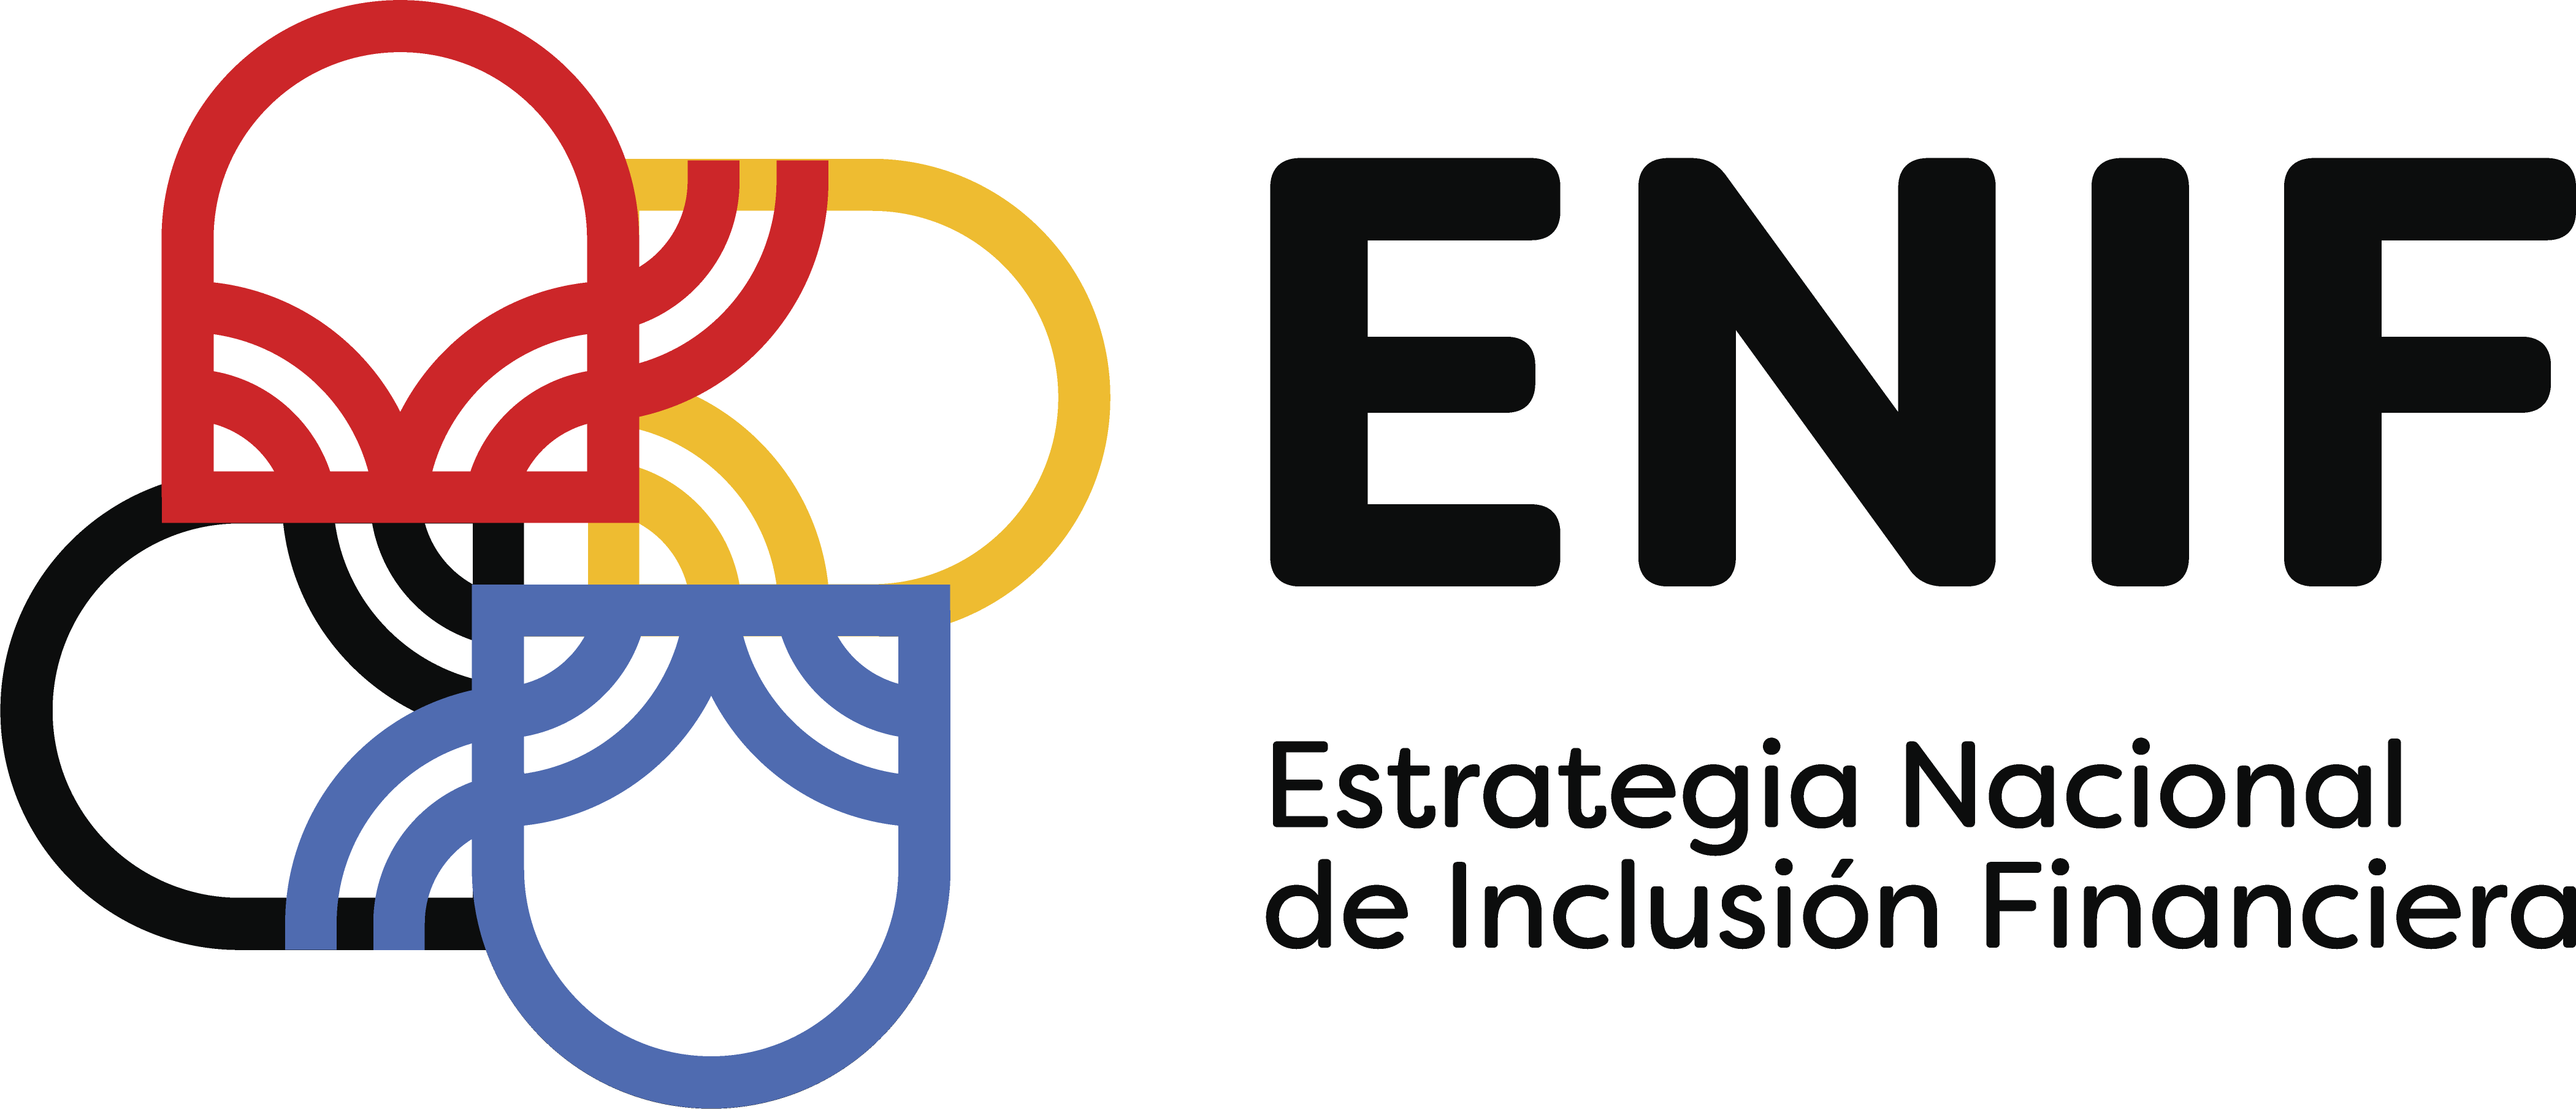 ENIF
Estrategia Nacional
de Inclusión Financiera